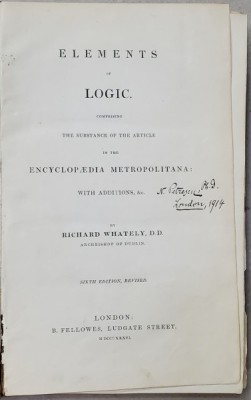 ELEMENTS
OF
LOGIC.
COMPRISING
THE SUBSTANCE OF THE ARTICLE
IN THE
ENCYCLOPÆDIA METROPOLITANA:
WITH ADDITIONS, &c.
London, 1914
BY
RICHARD WHATELY, D.D.
ARCHBISHOP OF DUBLIN.
SIXTH EDITION, REVISED.
LONDON:
B. FELLOWES, LUDGATE STREET.